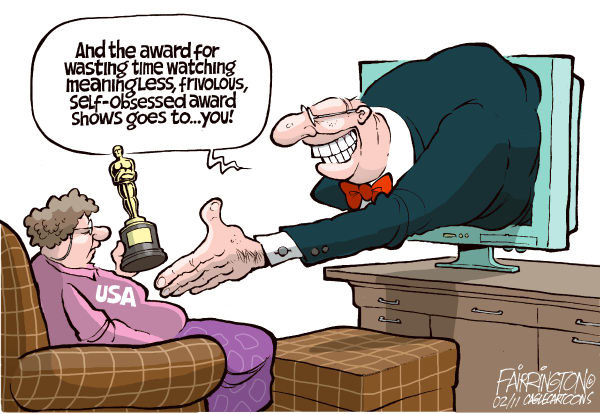 And the award for
wasting time watching
meaningless, frivolous,
self-obsessed award
shows goes to...you!
USA
FAIRRINGTON©
02/11 CAGLECARTOONS